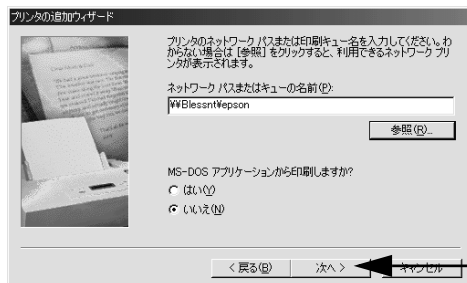 プリンタの追加ウィザード
プリンタのネットワーク パスまたは印刷キュー名を入力してください。わ
からない場合は [参照] をクリックすると、利用できるネットワーク プリ
ンタが表示されます。
ネットワーク パスまたはキューの名前(P):
¥¥Blessnt¥epson
参照(R)...
MS-DOS アプリケーションから印刷しますか?
はい(Y)
いいえ(N)
< 戻る(B)
次へ >
キャンセル